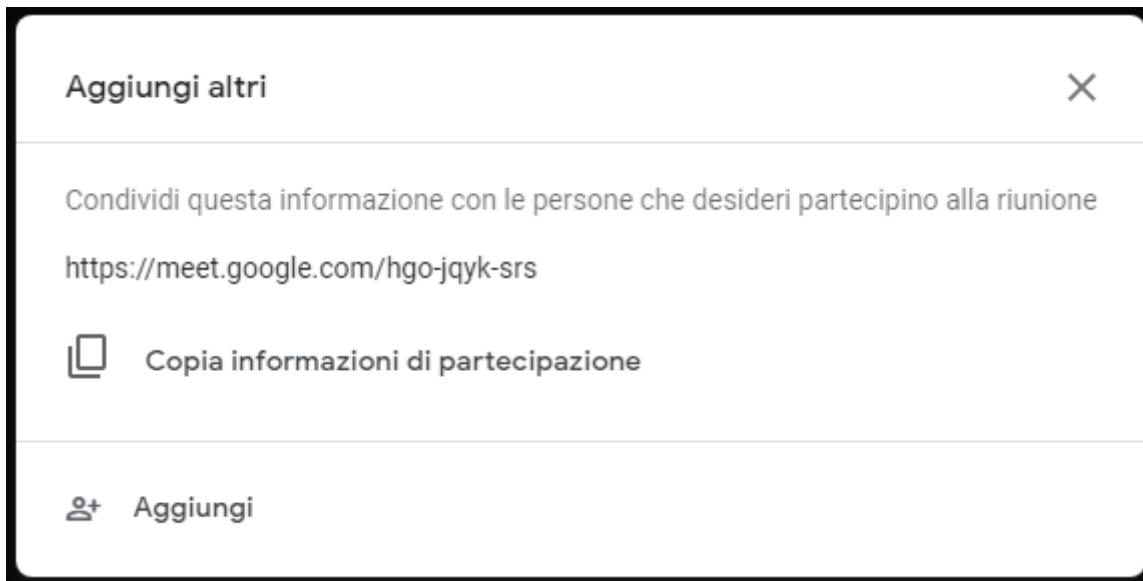 Aggiungi altri
Condividi questa informazione con le persone che desideri partecipino alla riunione
https://meet.google.com/hgo-jqyk-srs
Copia informazioni di partecipazione
Aggiungi